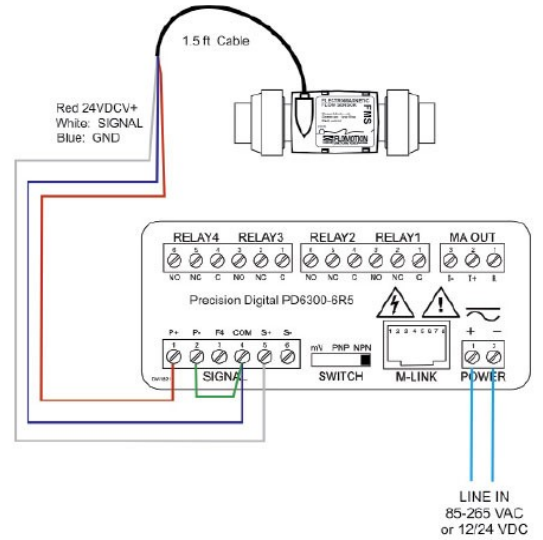 1.5 ft Cable
Red 24VDCV+
White: SIGNAL
Blue: GND
ELECTROMAGNETIC
FLOW SENSOR
FMS
FLOMOTION
RELAY4 RELAY3 RELAY2 RELAY1 MA OUT
6 5 4 3 2 1 6 5 4 3 2 1 3 2 1
NO NC C NO NC C NO NC C NO NC C I- I+ R
Precision Digital PD6300-6R5
P+ P- F4 COM S+ S-
1 2 3 4 5 6
mV PNP NPN
1 2 3 4 5 6 7 8
+ −
SIGNAL SWITCH M-LINK POWER
LINE IN
85-265 VAC
or 12/24 VDC